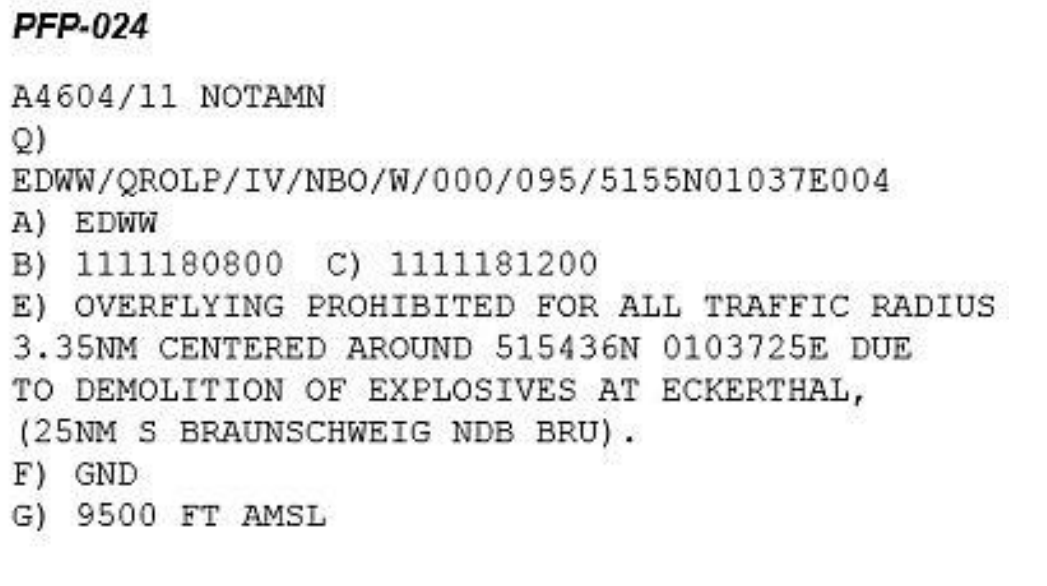 PFP-024
A4604/11 NOTAMN
Q)
EDWW/QROLP/IV/NBO/W/000/095/5155N01037E004
A) EDWW
B) 1111180800 C) 1111181200
E) OVERFLYING PROHIBITED FOR ALL TRAFFIC RADIUS
3.35NM CENTERED AROUND 515436N 0103725E DUE
TO DEMOLITION OF EXPLOSIVES AT ECKERTHAL,
(25NM S BRAUNSCHWEIG NDB BRU).
F) GND
G) 9500 FT AMSL